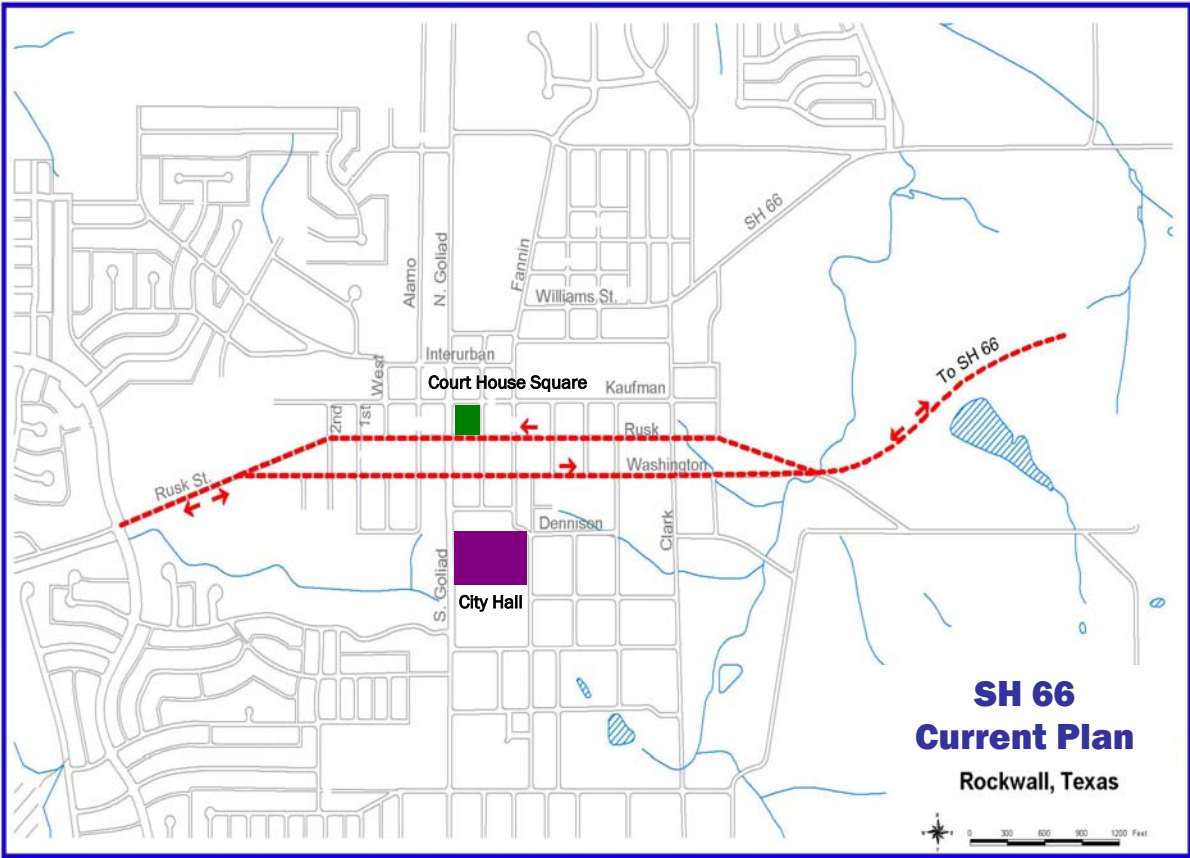 SH 66
Alamo
N. Goliad
Fannin
Williams St.
Interurban
To SH 66
West
Court House Square
Kaufman
2nd
1st
Rusk
Washington
Rusk St.
Dennison
Clark
S. Goliad
City Hall
SH 66
Current Plan
Rockwall, Texas
0 300 600 900 1200 Feet